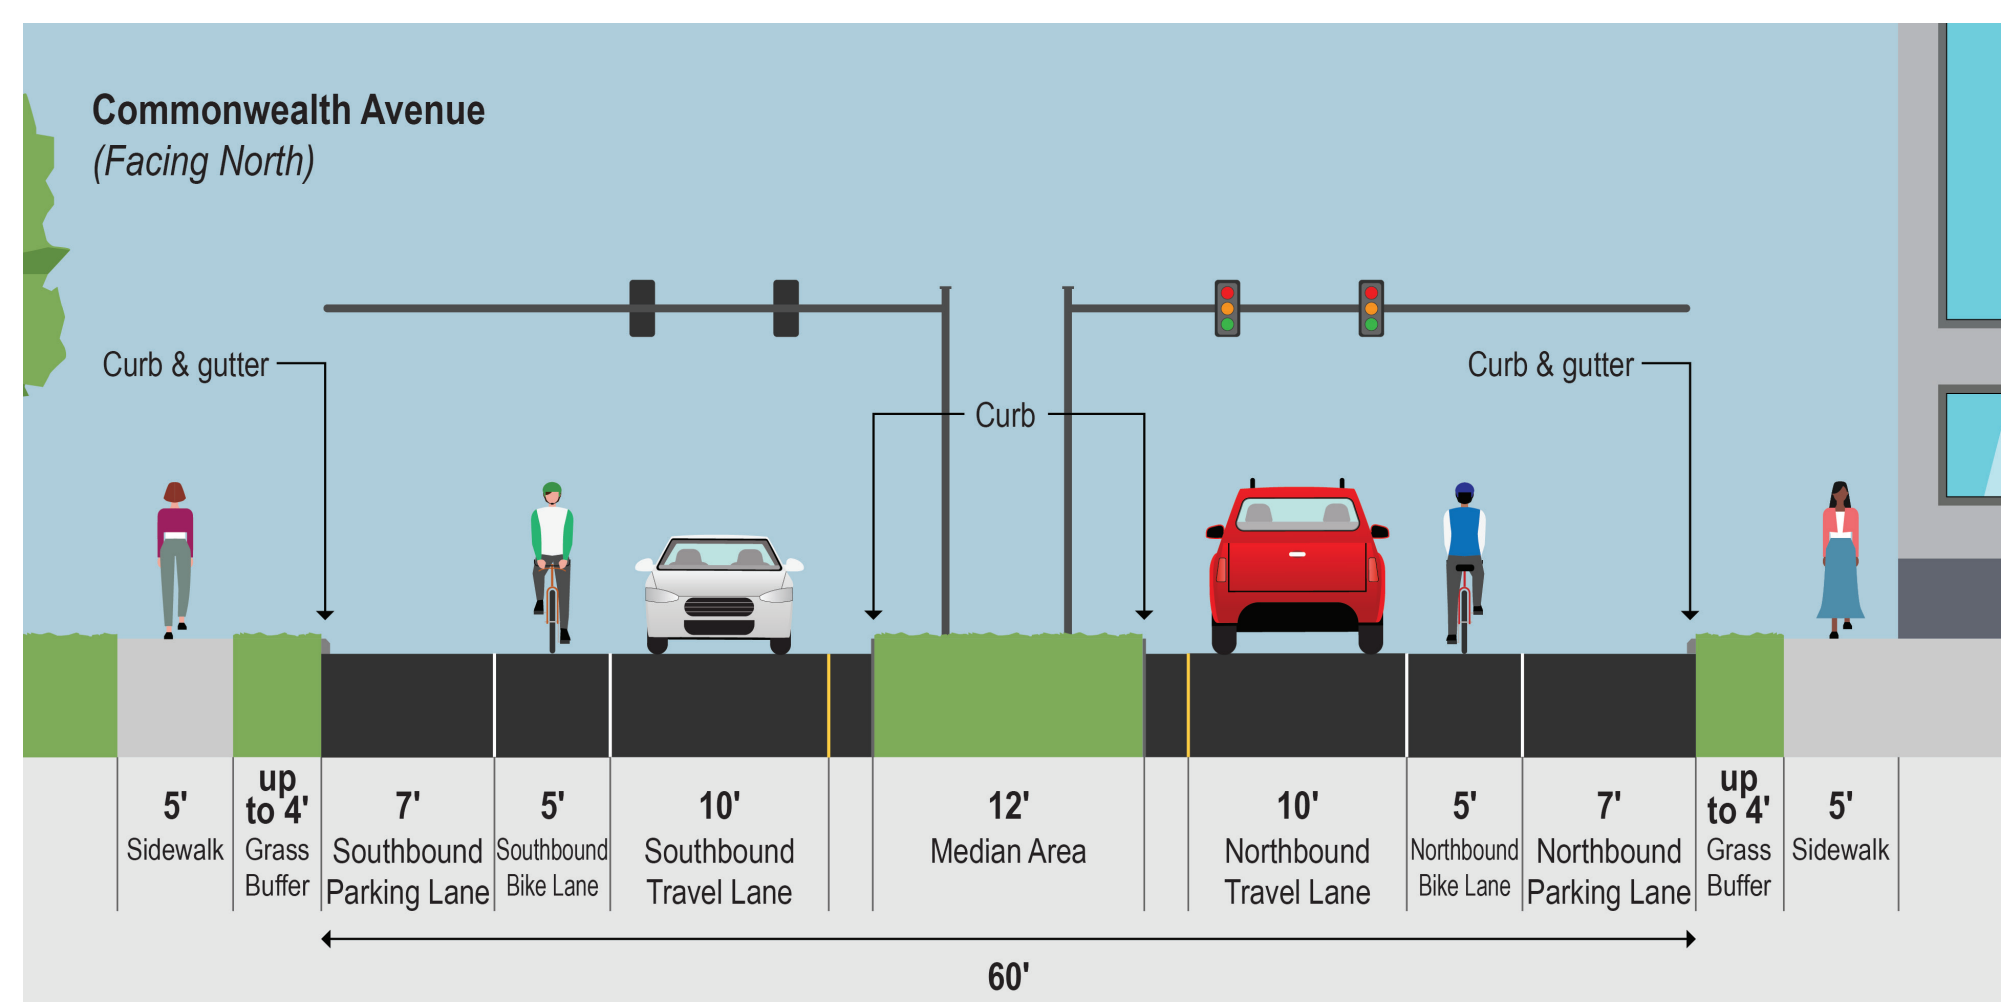 Commonwealth Avenue
(Facing North)
Curb & gutter
Curb & gutter
Curb
5'
Sidewalk
up
to 4'
Grass
Buffer
7'
Southbound
Parking Lane
5'
Southbound
Bike Lane
10'
Southbound
Travel Lane
12'
Median Area
10'
Northbound
Travel Lane
5'
Northbound
Bike Lane
7'
Northbound
Parking Lane
up
to 4'
Grass
Buffer
5'
Sidewalk
60'